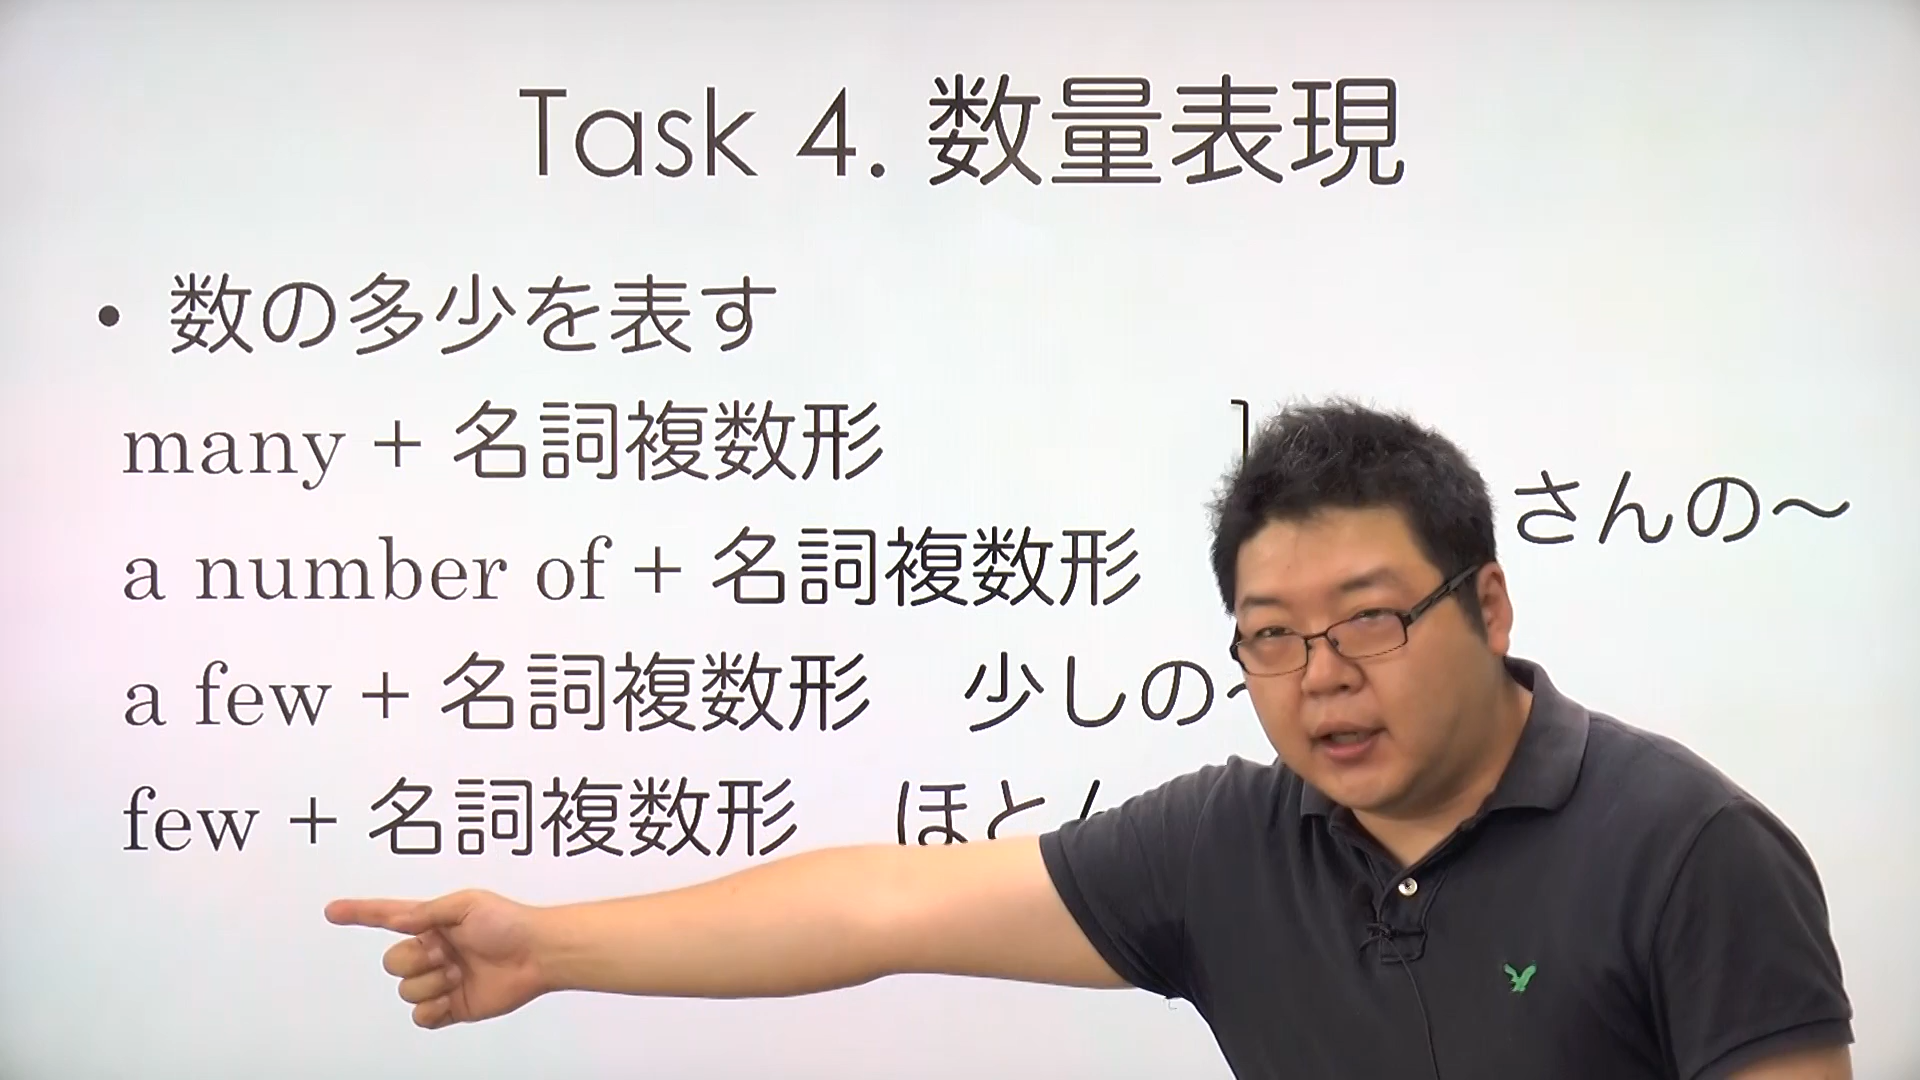 Task 4. 数量表現
• 数の多少を表す
many + 名詞複数形
さんの〜
a number of + 名詞複数形
a few + 名詞複数形 少しの〜
few + 名詞複数形 ほとん